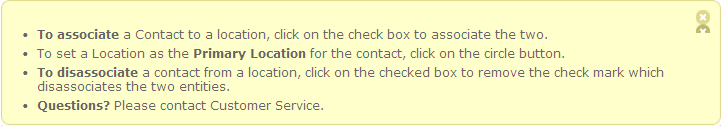 • To associate a Contact to a location, click on the check box to associate the two.
• To set a Location as the Primary Location for the contact, click on the circle button.
• To disassociate a contact from a location, click on the checked box to remove the check mark which
disassociates the two entities.
• Questions? Please contact Customer Service.